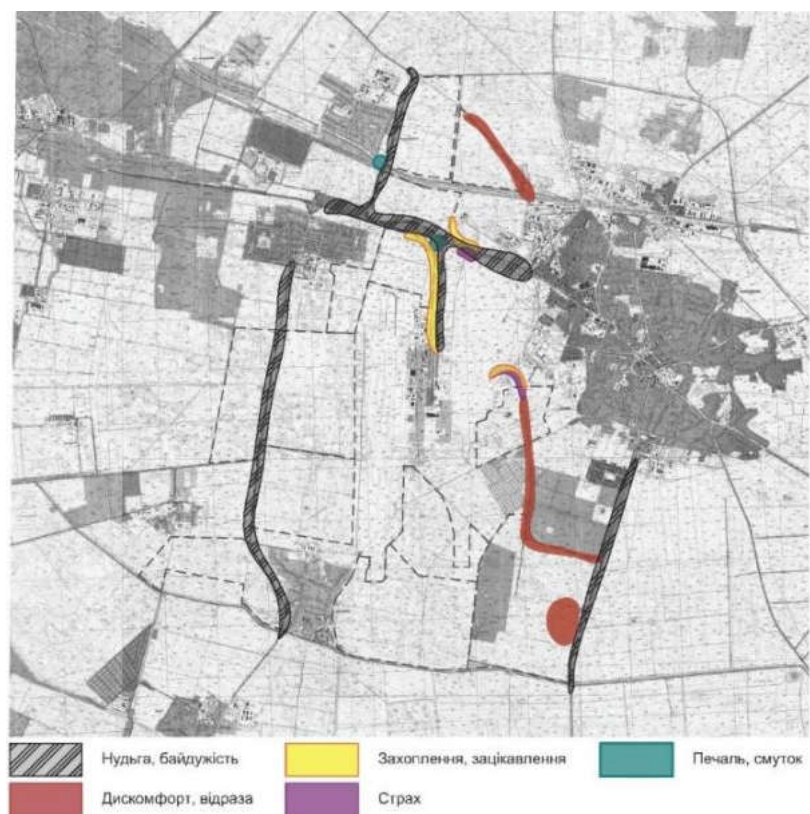 Нудьга, байдужість
Захоплення, зацікавлення
Печаль, смуток
Дискомфорт, відраза
Страх